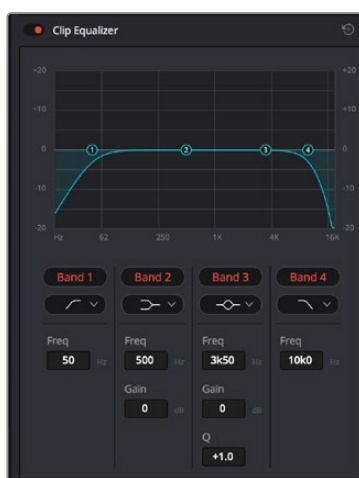 Clip Equalizer
+20 +20
+10 +10
0 1 2 3 4 0
-10 -10
-20 -20
Hz 62 250 1K 4K 16K
Band 1 Band 2 Band 3 Band 4
Freq Freq Freq Freq
50 Hz 500 Hz 3k50 Hz 10k0 Hz
Gain Gain
0 dB 0 dB
Q
+1.0